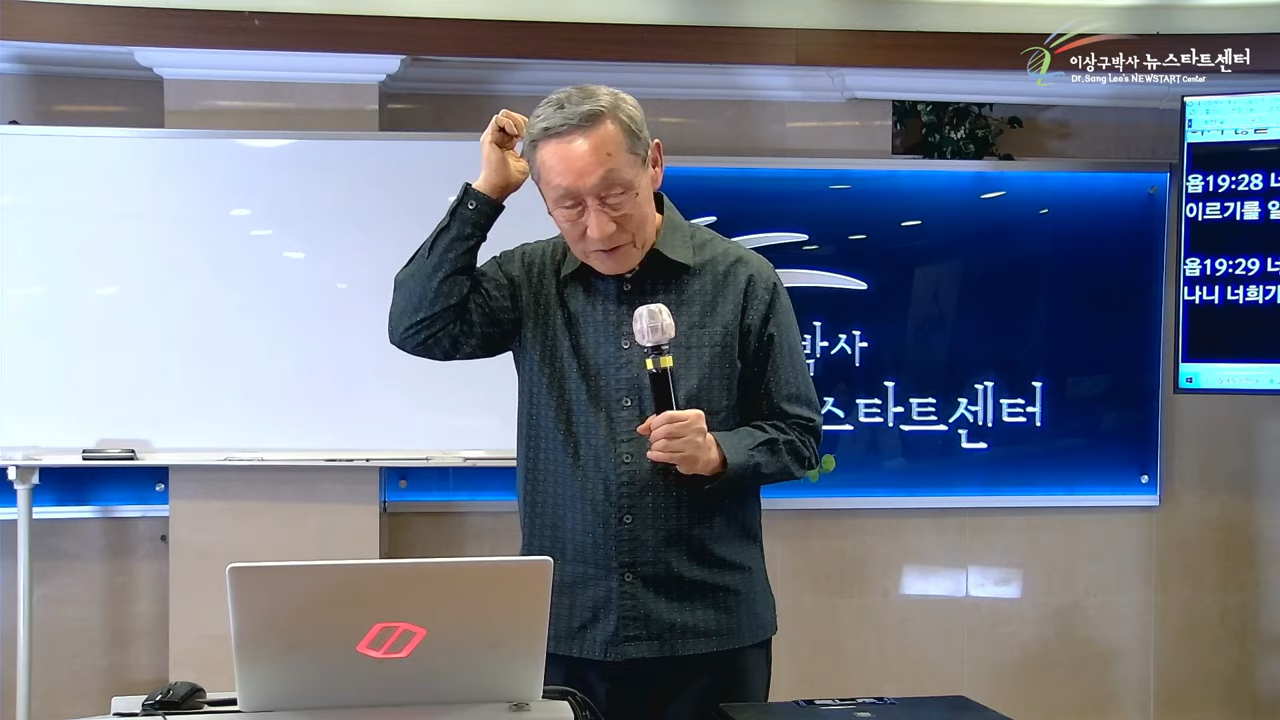 이상구박사 뉴스타트센터
Dr. Sang Lee's NEWSTART Center
욥19:28 너
이르기를 일
욥19:29 너
나니 너희가
박사
스타트센터